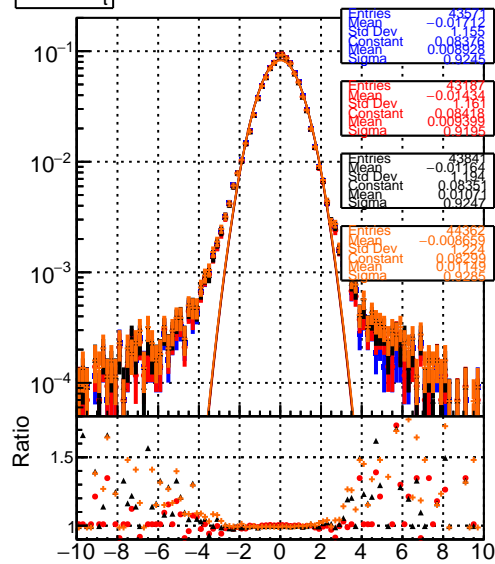 t
Entries 43571
Mean −0.01712
Std Dev 1.155
Constant 0.08376
Mean 0.008928
Sigma 0.9245
Entries 43187
Mean −0.01434
Std Dev 1.161
Constant 0.08418
Mean 0.009399
Sigma 0.9195
Entries 43841
Mean −0.01164
Std Dev 1.194
Constant 0.08351
Mean 0.01071
Sigma 0.9247
Entries 44362
Mean −0.008659
Std Dev 1.224
Constant 0.08299
Mean 0.01149
Sigma 0.9285
10−1
10−2
10−3
10−4
Ratio
1.5
1
−10 −8 −6 −4 −2 0 2 4 6 8 10